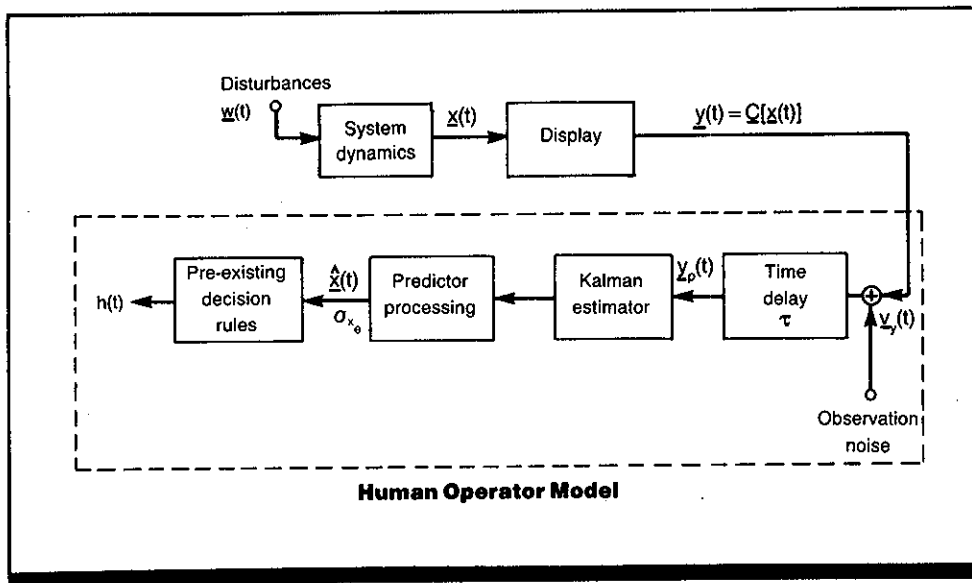 Disturbances
w(t)
System
dynamics
x(t)
Display
y(t) = C{x(t)}
h(t)
Pre-existing
decision
rules
x̂(t)
σxe
Predictor
processing
Kalman
estimator
yp(t)
Time
delay
τ
+
vy(t)
Observation
noise
Human Operator Model